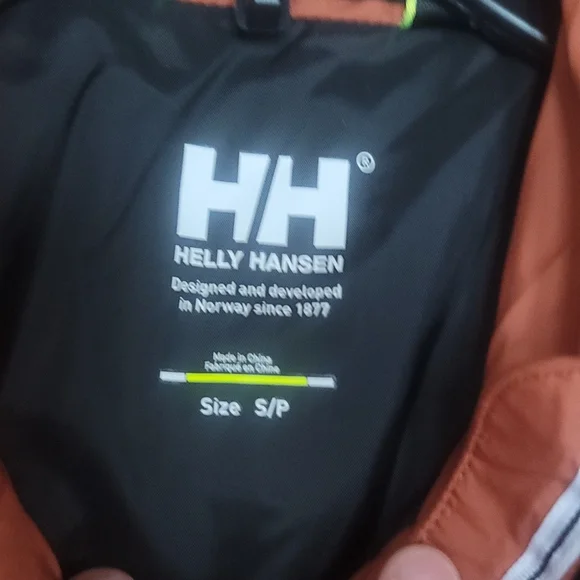 HH®
HELLY HANSEN
Designed and developed
in Norway since 1877
Made in China
Fabriqué en Chine
Size S/P